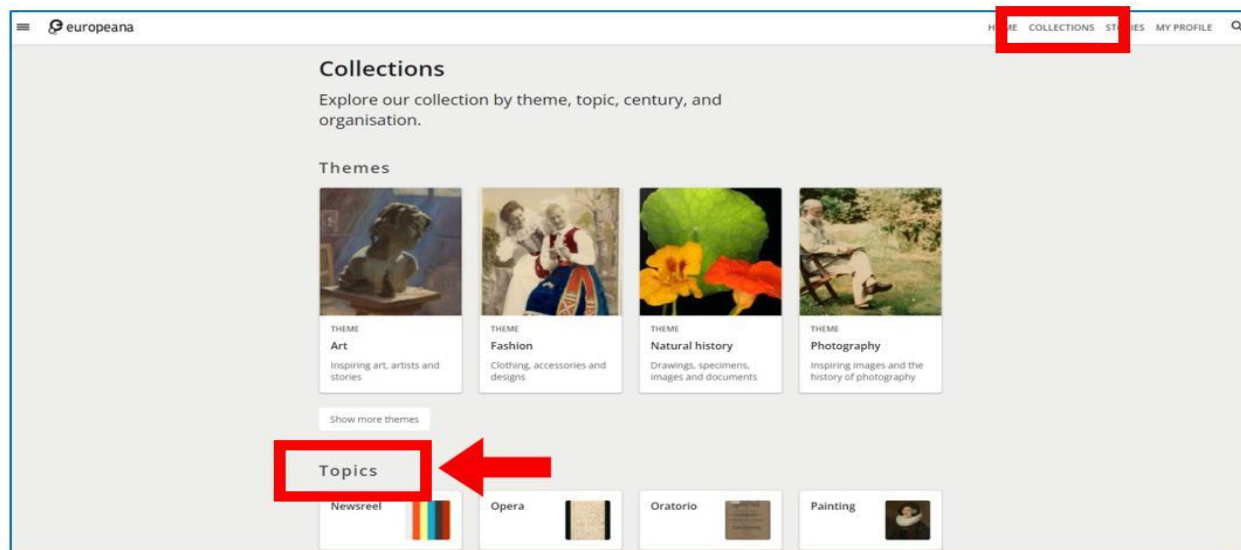 europeana
HOME COLLECTIONS STORIES MY PROFILE
Collections
Explore our collection by theme, topic, century, and
organisation.
Themes
THEME
Art
Inspiring art, artists and
stories
THEME
Fashion
Clothing, accessories and
designs
THEME
Natural history
Drawings, specimens,
images and documents
THEME
Photography
Inspiring images and the
history of photography
Show more themes
Topics
Newsreel
Opera
Oratorio
Painting